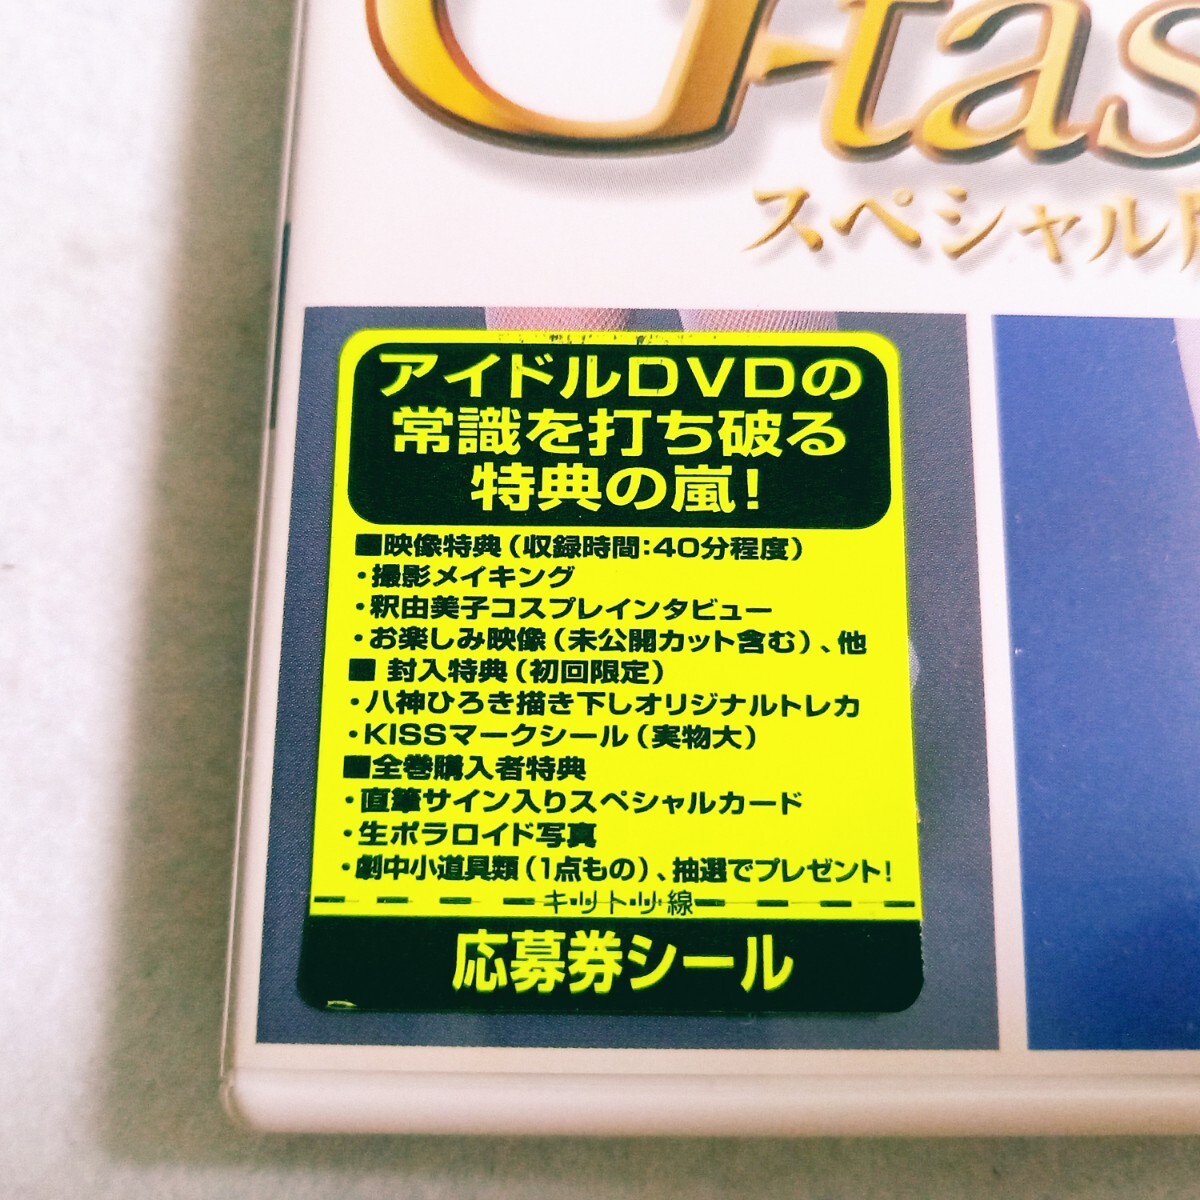 G-tas
スペシャル
アイドルDVDの
常識を打ち破る
特典の嵐!
■映像特典(収録時間:40分程度)
・撮影メイキング
・釈由美子コスプレインタビュー
・お楽しみ映像(未公開カット含む)、他
■ 封入特典(初回限定)
・八神ひろき描き下しオリジナルトレカ
・KISSマークシール(実物大)
■全巻購入者特典
・直筆サイン入りスペシャルカード
・生ポラロイド写真
・劇中小道具類(1点もの)、抽選でプレゼント!
キ・リ・ト・リ・線
応募券シール